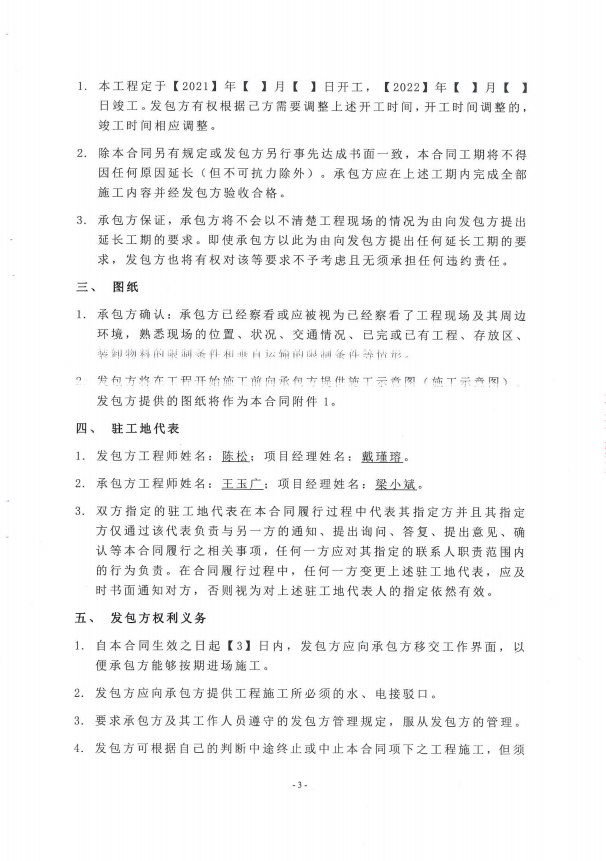 1. 本工程定于【2021】年【 】月【 】日开工，【2022】年【 】月【 】
日竣工。发包方有权根据己方需要调整上述开工时间，开工时间调整的，
竣工时间相应调整。
2. 除本合同另有规定或发包方另行事先达成书面一致，本合同工期将不得
因任何原因延长（但不可抗力除外）。承包方应在上述工期内完成全部
施工内容并经发包方验收合格。
3. 承包方保证，承包方将不会以不清楚工程现场的情况为由向发包方提出
延长工期的要求。即使承包方以此为由向发包方提出任何延长工期的要
求，发包方也将有权对该等要求不予考虑且无须承担任何违约责任。
三、 图纸
1. 承包方确认：承包方已经察看或应被视为已经察看了工程现场及其周边
环境，熟悉现场的位置、状况、交通情况、已完或已有工程、存放区、
装卸物料的限制条件和垂直运输的限制条件等情形。
2. 发包方将在工程开始施工前向承包方提供施工示意图（施工示意图），
发包方提供的图纸将作为本合同附件 1。
四、 驻工地代表
1. 发包方工程师姓名：陈松；项目经理姓名：戴瑾瑢。
2. 承包方工程师姓名：王玉广；项目经理姓名：梁小斌。
3. 双方指定的驻工地代表在本合同履行过程中代表其指定方并且其指定
方仅通过该代表负责与另一方的通知、提出询问、答复、提出意见、确
认等本合同履行之相关事项，任何一方应对其指定的联系人职责范围内
的行为负责。在合同履行过程中，任何一方变更上述驻工地代表，应及
时书面通知对方，否则视为对上述驻工地代表人的指定依然有效。
五、 发包方权利义务
1. 自本合同生效之日起【3】日内，发包方应向承包方移交工作界面，以
便承包方能够按期进场施工。
2. 发包方应向承包方提供工程施工所必须的水、电接驳口。
3. 要求承包方及其工作人员遵守的发包方管理规定，服从发包方的管理。
4. 发包方可根据自己的判断中途终止或中止本合同项下之工程施工，但须
- 3 -